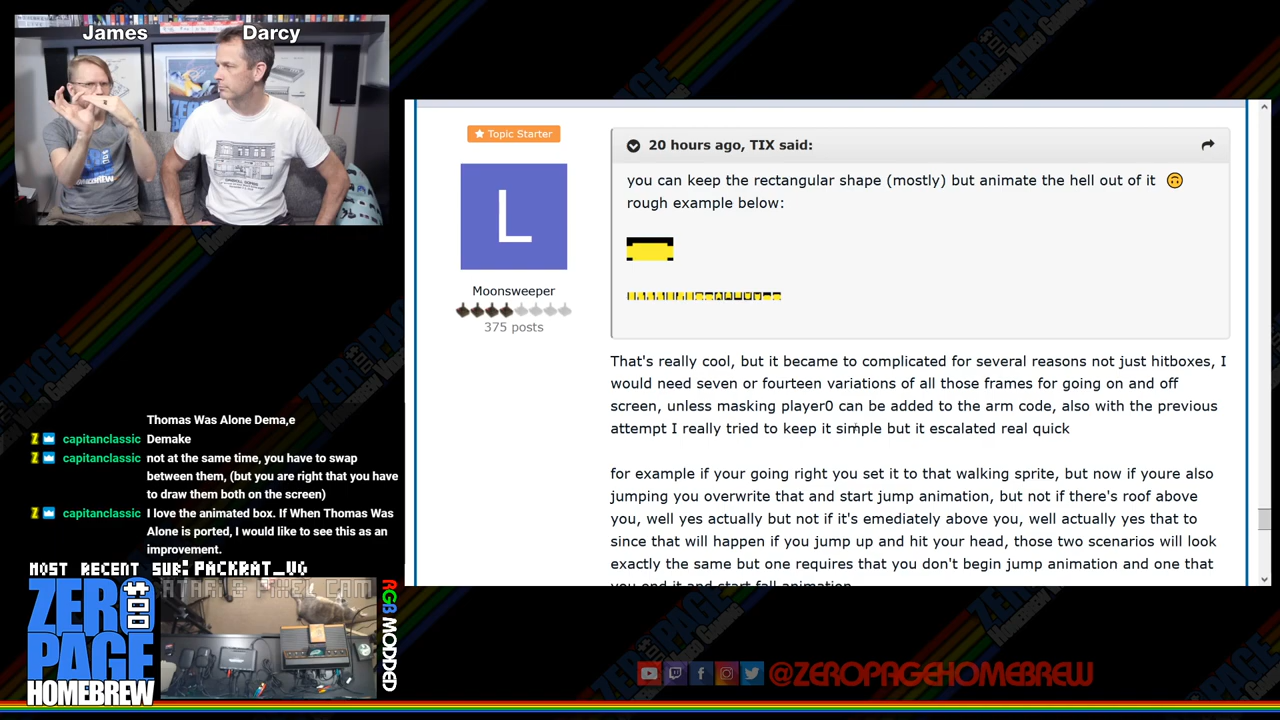 James
Darcy
Topic Starter
L
Moonsweeper
375 posts
20 hours ago, TIX said:
you can keep the rectangular shape (mostly) but animate the hell out of it
rough example below:
That's really cool, but it became to complicated for several reasons not just hitboxes, I
would need seven or fourteen variations of all those frames for going on and off
screen, unless masking player0 can be added to the arm code, also with the previous
attempt I really tried to keep it simple but it escalated real quick
for example if your going right you set it to that walking sprite, but now if youre also
jumping you overwrite that and start jump animation, but not if there's roof above
you, well yes actually but not if it's emediately above you, well actually yes that to
since that will happen if you jump up and hit your head, those two scenarios will look
exactly the same but one requires that you don't begin jump animation and one that
you end it and start fall animation
Thomas Was Alone Dema,e
capitanclassic Demake
capitanclassic not at the same time, you have to swap
between them, (but you are right that you have
to draw them both on the screen)
capitanclassic I love the animated box. If When Thomas Was
Alone is ported, I would like to see this as an
improvement.
MOST RECENT SUB: PACKRAT_VG
ZERO
PAGE
HOMEBREW
RGB MODDED
@ZEROPAGEHOMEBREW